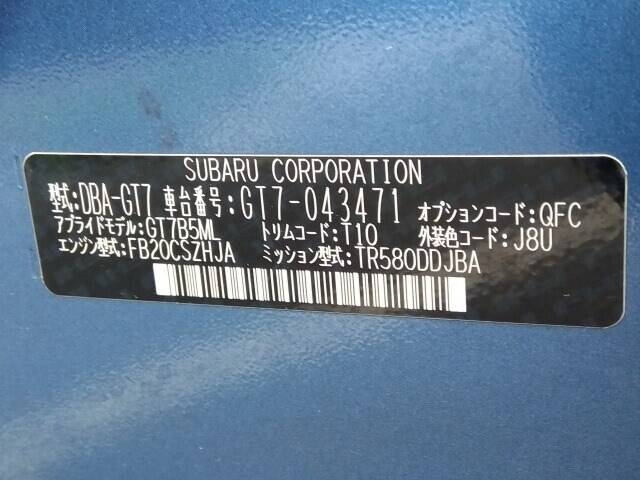 SUBARU CORPORATION
型式:DBA-GT7 車台番号:GT7-043471 オプションコード:QFC
アプライドモデル:GT7B5ML トリムコード:T10 外装色コード:J8U
エンジン型式:FB20CSZHJA ミッション型式:TR580DDJBA